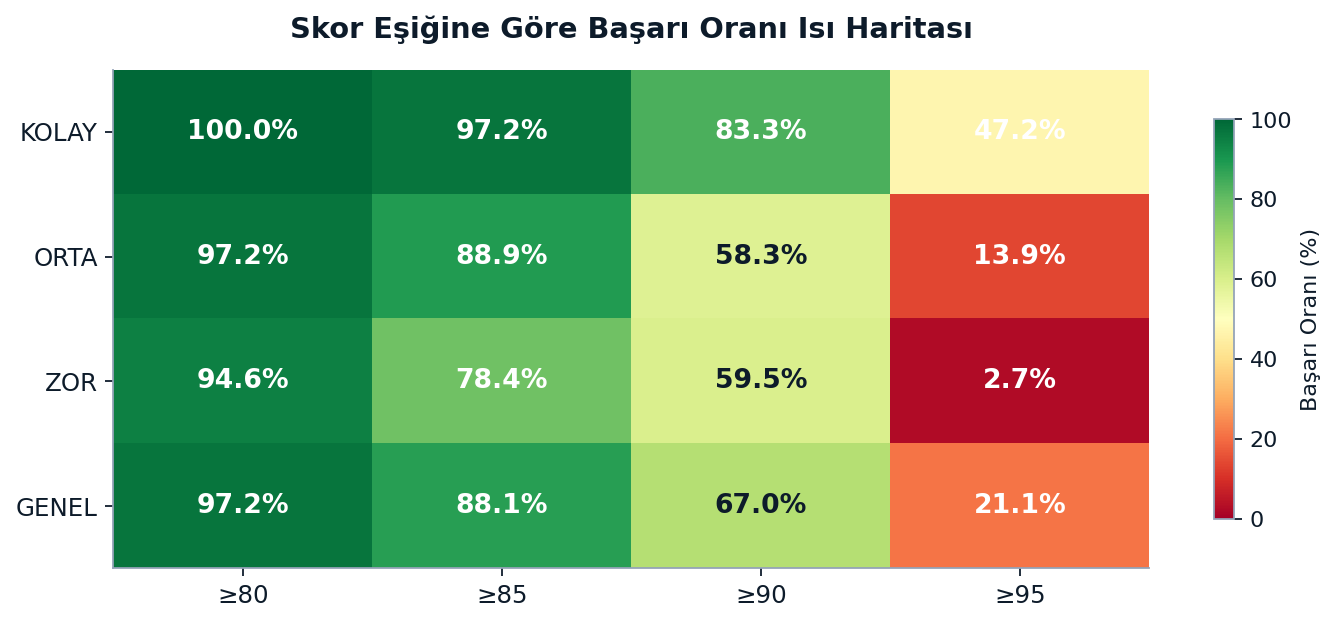 Skor Eşiğine Göre Başarı Oranı Isı Haritası
KOLAY 100.0% 97.2% 83.3% 47.2%
ORTA 97.2% 88.9% 58.3% 13.9%
ZOR 94.6% 78.4% 59.5% 2.7%
GENEL 97.2% 88.1% 67.0% 21.1%
≥80 ≥85 ≥90 ≥95
100
80
60
40
20
0
Başarı Oranı (%)